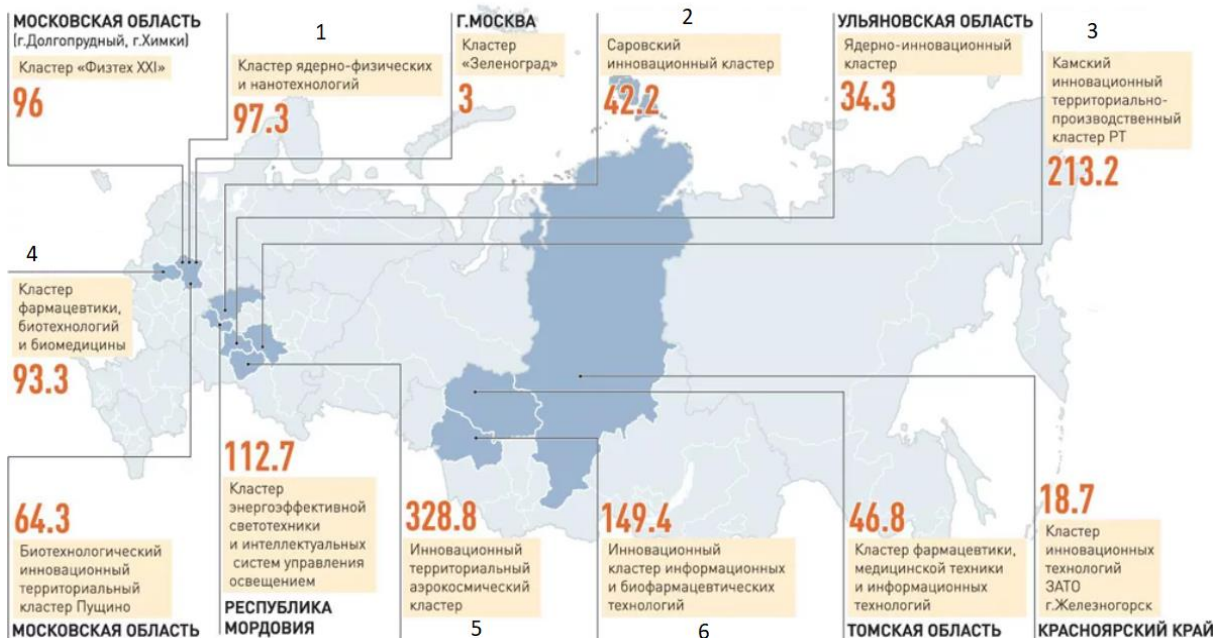 МОСКОВСКАЯ ОБЛАСТЬ
(г.Долгопрудный, г.Химки)
Кластер «Физтех XXI»
96
1
Кластер ядерно-физических
и нанотехнологий
97.3
Г.МОСКВА
Кластер
«Зеленоград»
3
2
Саровский
инновационный кластер
42.2
УЛЬЯНОВСКАЯ ОБЛАСТЬ
Ядерно-инновационный
кластер
34.3
3
Камский
инновационный
территориально-
производственный
кластер РТ
213.2
4
Кластер
фармацевтики,
биотехнологий
и биомедицины
93.3
64.3
Биотехнологический
инновационный
территориальный
кластер Пущино
МОСКОВСКАЯ ОБЛАСТЬ
112.7
Кластер
энергоэффективной
светотехники
и интеллектуальных
систем управления
освещением
РЕСПУБЛИКА
МОРДОВИЯ
328.8
Инновационный
территориальный
аэрокосмический
кластер
5
149.4
Инновационный
кластер информационных
и биофармацевтических
технологий
6
46.8
Кластер фармацевтики,
медицинской техники
и информационных
технологий
ТОМСКАЯ ОБЛАСТЬ
18.7
Кластер
инновационных
технологий
ЗАТО
г.Железногорск
КРАСНОЯРСКИЙ КРАЙ